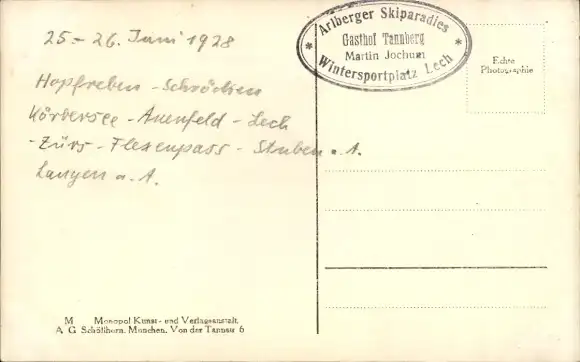 25-26. Juni 1928
Hopfreben - Schröcken
Körbersee - Auenfeld - Lech
- Zürs - Flexenpass - Stuben a. A.
Langen a. A.
Arlberger Skiparadies
Gasthof Tannberg
Martin Jochum
* Wintersportplatz Lech *
Echte
Photographie
M Monopol Kunst- und Verlagsanstalt
A. G. Schöllhorn, München, Von der Tannstr 6